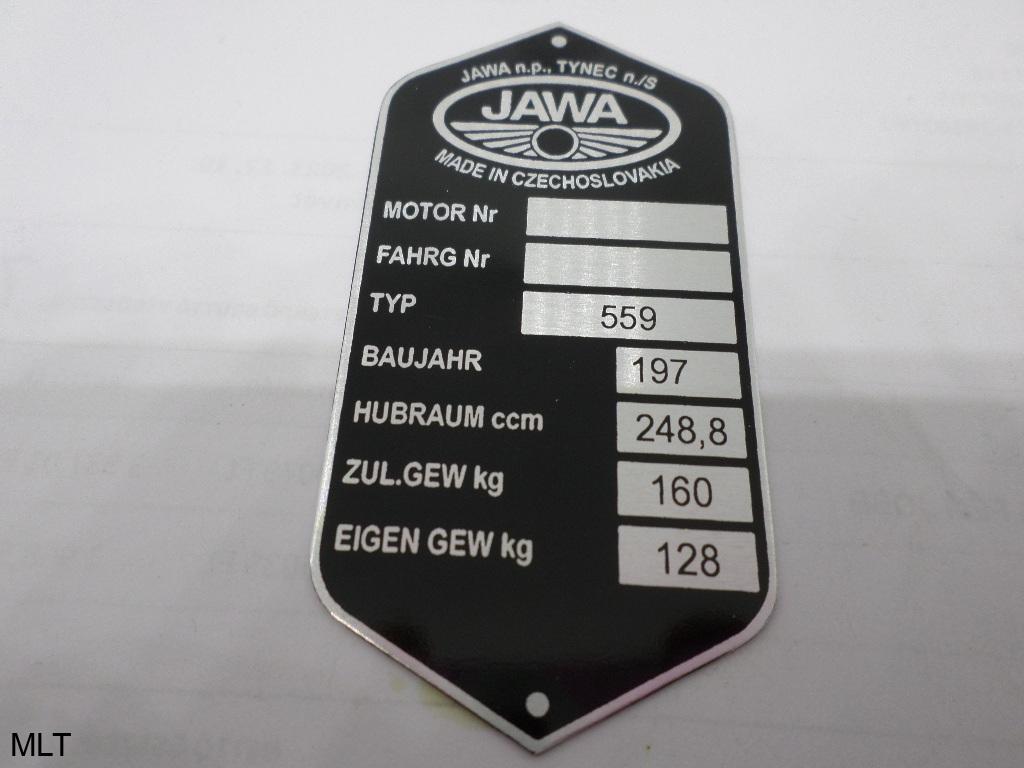 JAWA n.p., TYNEC n./S
JAWA
MADE IN CZECHOSLOVAKIA
MOTOR Nr
FAHRG Nr
TYP 559
BAUJAHR 197
HUBRAUM ccm 248,8
ZUL.GEW kg 160
EIGEN GEW kg 128
MLT